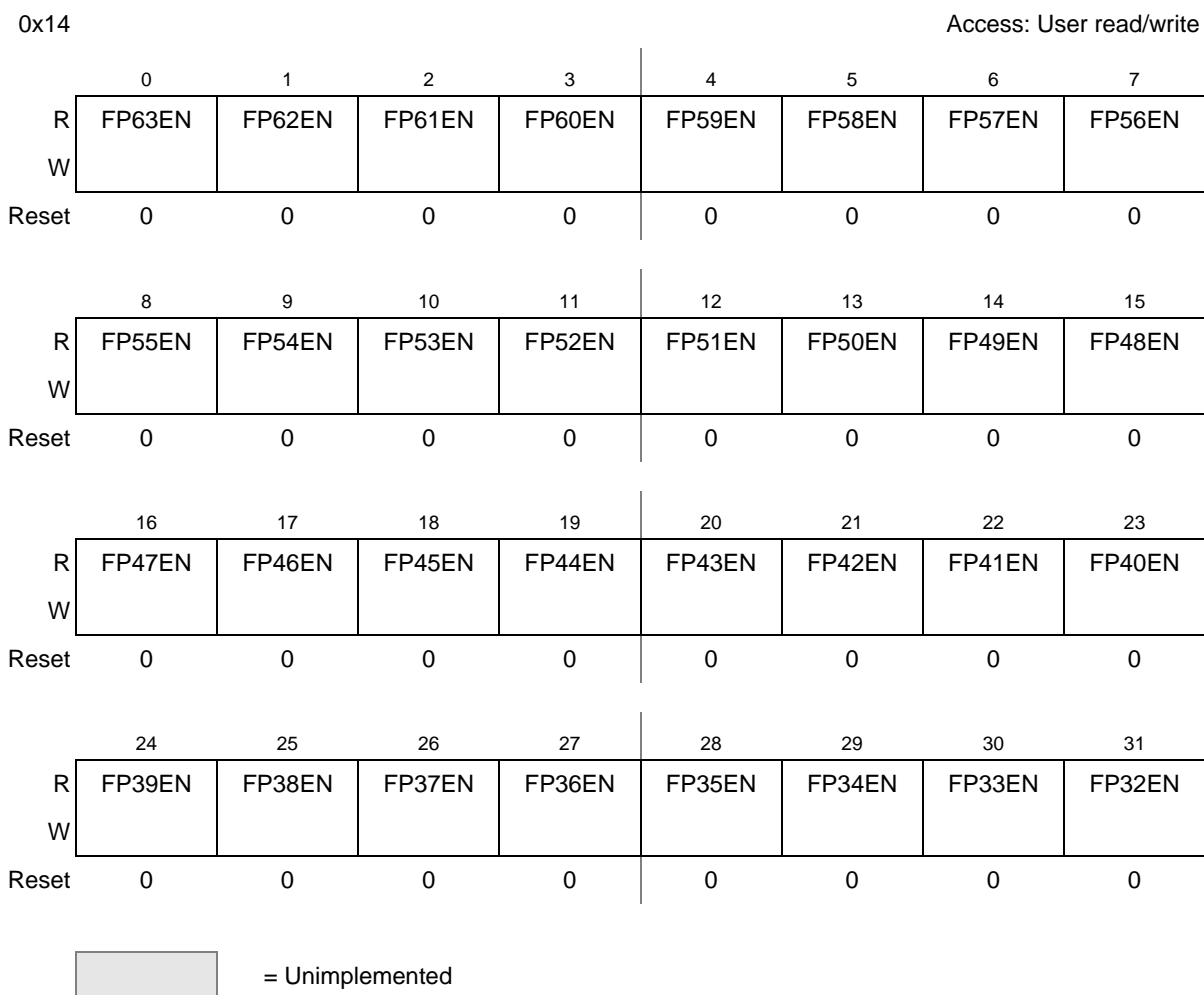 0x14 Access: User read/write
0 1 2 3 4 5 6 7
R FP63EN FP62EN FP61EN FP60EN FP59EN FP58EN FP57EN FP56EN
W
Reset 0 0 0 0 0 0 0 0
8 9 10 11 12 13 14 15
R FP55EN FP54EN FP53EN FP52EN FP51EN FP50EN FP49EN FP48EN
W
Reset 0 0 0 0 0 0 0 0
16 17 18 19 20 21 22 23
R FP47EN FP46EN FP45EN FP44EN FP43EN FP42EN FP41EN FP40EN
W
Reset 0 0 0 0 0 0 0 0
24 25 26 27 28 29 30 31
R FP39EN FP38EN FP37EN FP36EN FP35EN FP34EN FP33EN FP32EN
W
Reset 0 0 0 0 0 0 0 0
= Unimplemented